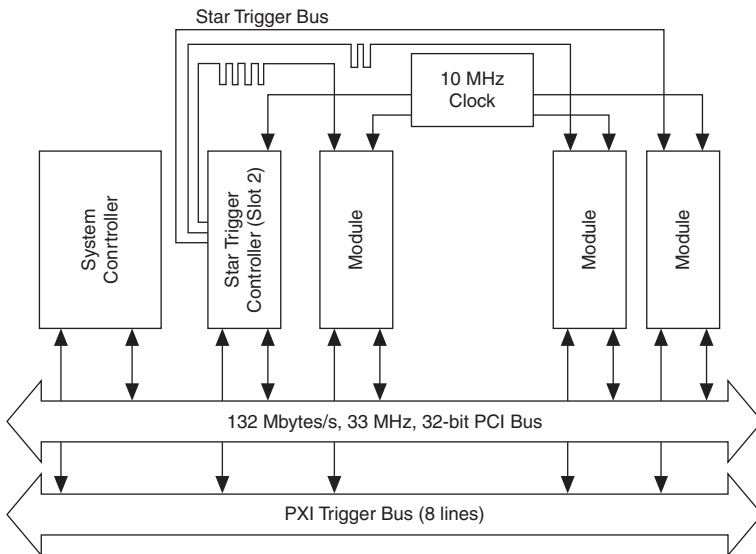 Star Trigger Bus
10 MHz
Clock
System
Conrtroller
Star Trigger
Controller (Slot 2)
Module
Module
Module
132 Mbytes/s, 33 MHz, 32-bit PCI Bus
PXI Trigger Bus (8 lines)